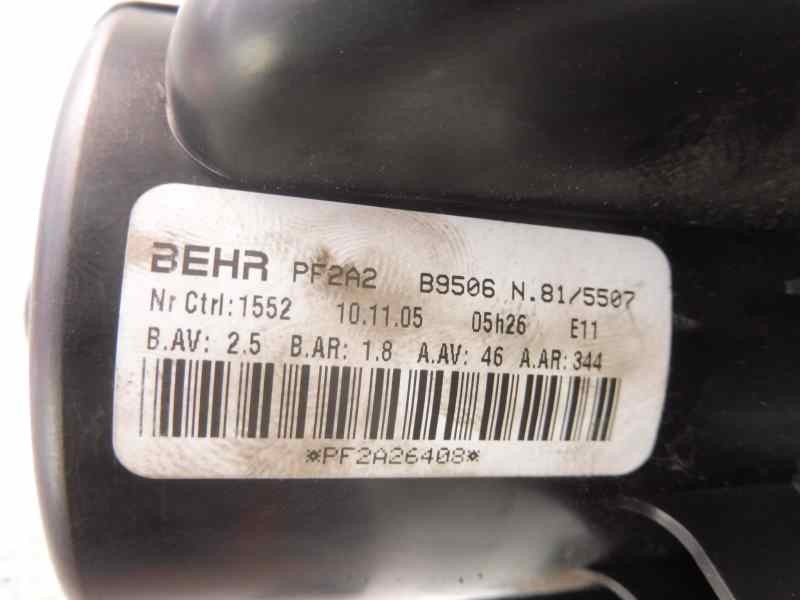 BEHR PF2A2 B9506 N.81/5507
Nr Ctrl:1552 10.11.05 05h26 E11
B.AV: 2.5 B.AR: 1.8 A.AV: 46 A.AR:344
*PF2A26408*